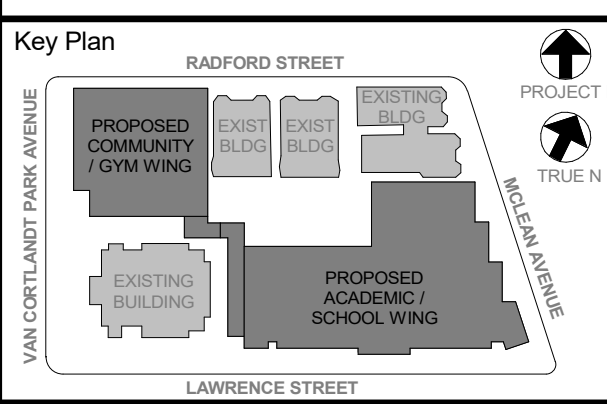 Key Plan
RADFORD STREET
PROJECT
TRUE N
VAN CORTLANDT PARK AVENUE
PROPOSED
COMMUNITY
/ GYM WING
EXIST
BLDG
EXIST
BLDG
EXISTING
BLDG
MCLEAN AVENUE
EXISTING
BUILDING
PROPOSED
ACADEMIC /
SCHOOL WING
LAWRENCE STREET